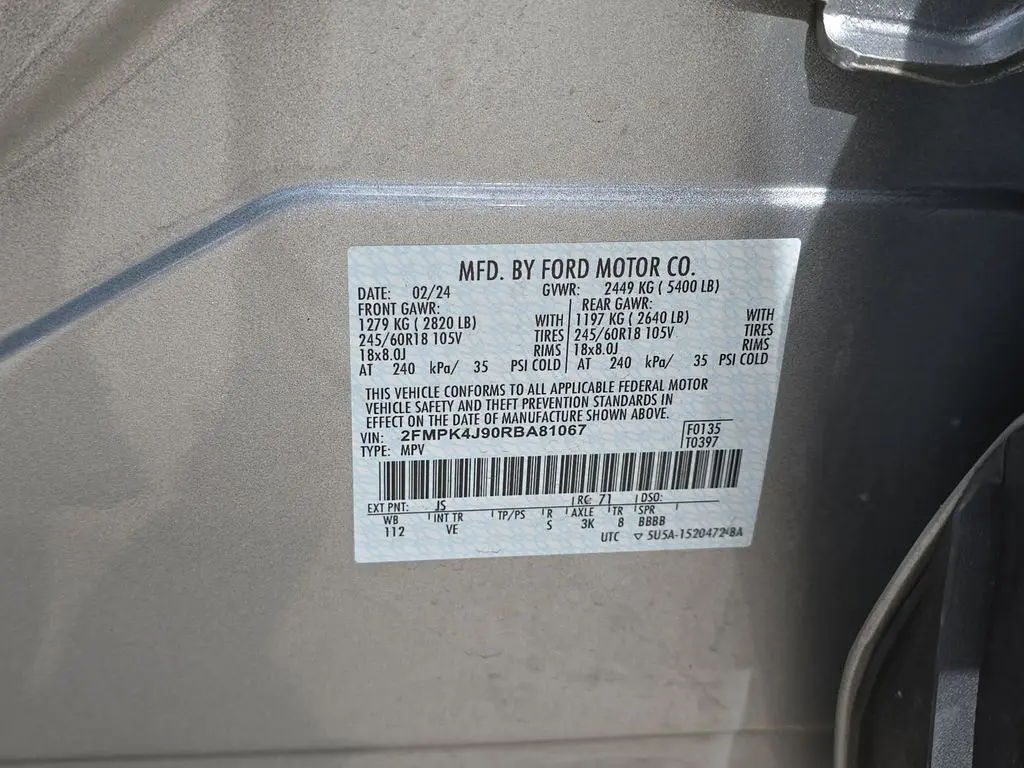 MFD. BY FORD MOTOR CO.
DATE: 02/24 GVWR: 2449 KG ( 5400 LB)
FRONT GAWR: REAR GAWR:
1279 KG ( 2820 LB) WITH 1197 KG ( 2640 LB) WITH
245/60R18 105V TIRES 245/60R18 105V TIRES
18x8.0J RIMS 18x8.0J RIMS
AT 240 kPa/ 35 PSI COLD AT 240 kPa/ 35 PSI COLD
THIS VEHICLE CONFORMS TO ALL APPLICABLE FEDERAL MOTOR
VEHICLE SAFETY AND THEFT PREVENTION STANDARDS IN
EFFECT ON THE DATE OF MANUFACTURE SHOWN ABOVE.
VIN: 2FMPK4J90RBA81067 F0135
TYPE: MPV T0397
EXT PNT: JS RC: 71 DSO:
WB INT TR TP/PS R AXLE TR SPR
112 VE S 3K 8 BBBB
UTC ▽ 5U5A-1520472-BA